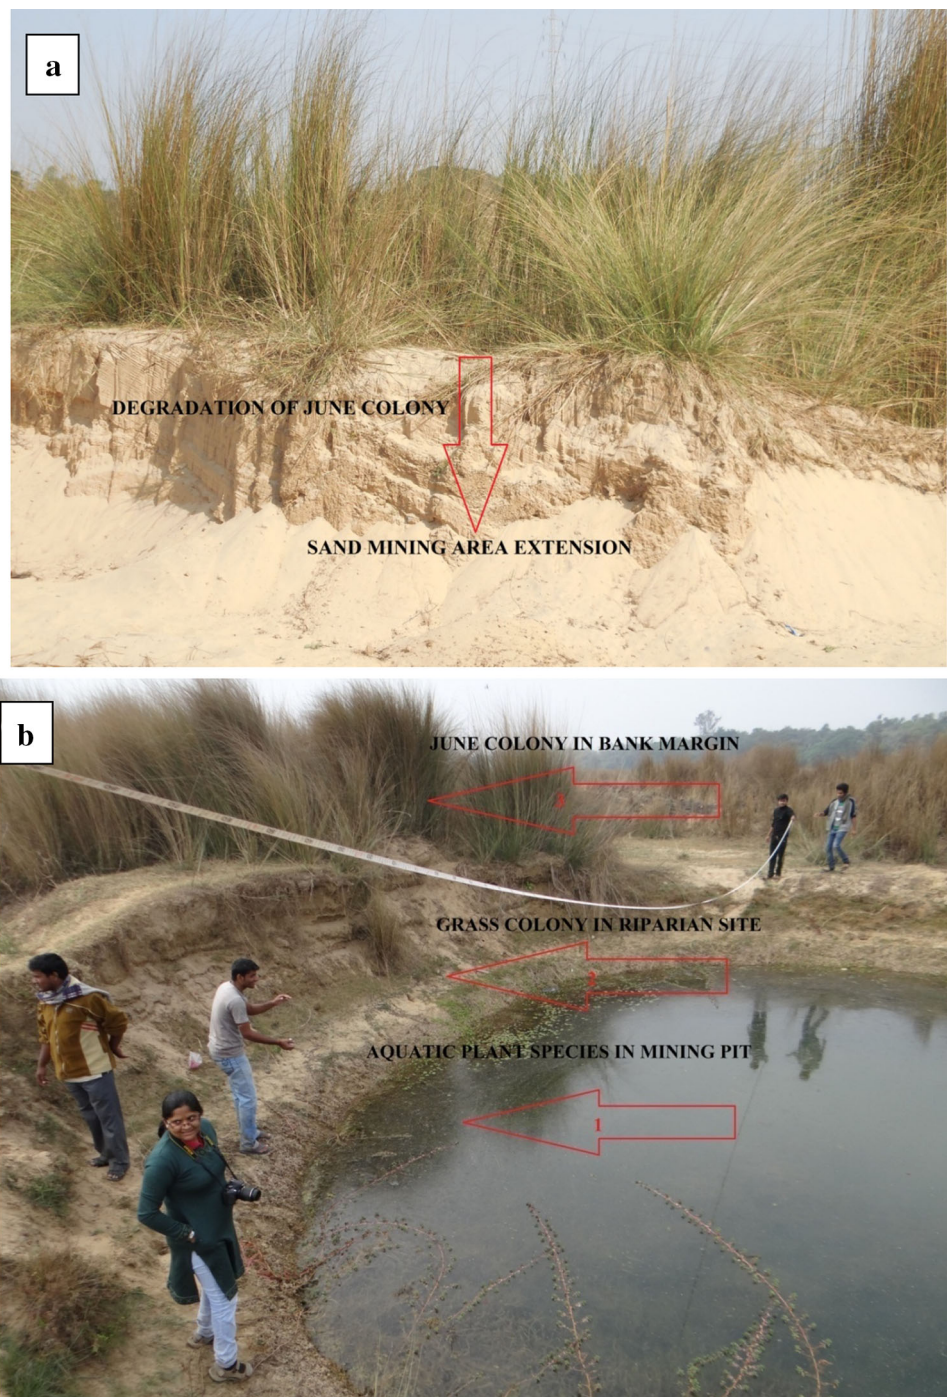 a
DEGRADATION OF JUNE COLONY
SAND MINING AREA EXTENSION
b
JUNE COLONY IN BANK MARGIN
3
GRASS COLONY IN RIPARIAN SITE
2
AQUATIC PLANT SPECIES IN MINING PIT
1